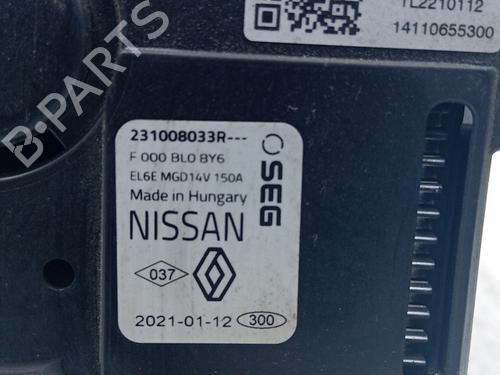 1L2210112
14110655300
B-PARTS
231008033R---
F 000 BL0 8Y6
EL6E MGD14V 150A
Made in Hungary
SEG
NISSAN
037
2021-01-12 300